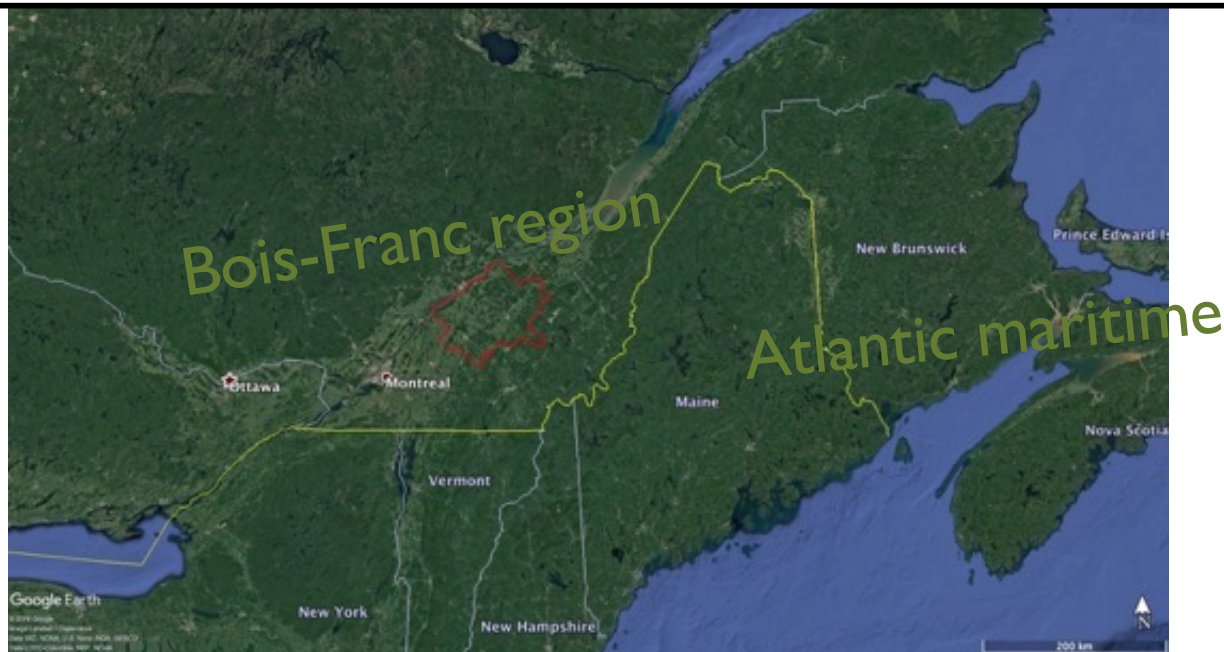 Bois-Franc region
Prince Edward Is
New Brunswick
Atlantic maritime
Ottawa
Montreal
Maine
Nova Scotia
Vermont
Google Earth
New York
New Hampshire
N
200 km